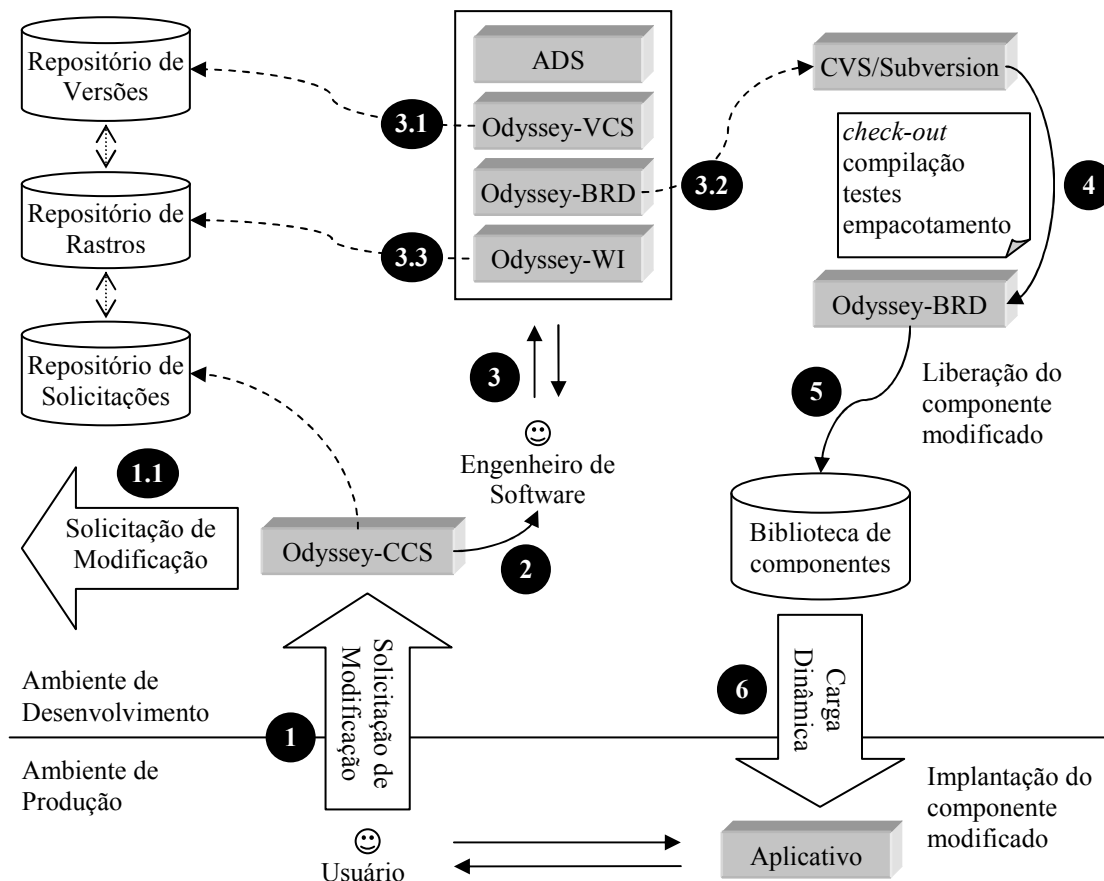 Repositório de
Versões
Repositório de
Rastros
Repositório de
Solicitações
ADS
Odyssey-VCS
Odyssey-BRD
Odyssey-WI
3.1
3.3
3.2
CVS/Subversion
check-out
compilação
testes
empacotamento
4
Odyssey-BRD
3
5
Liberação do
componente
modificado
Engenheiro de
Software
1.1
Solicitação de
Modificação
Odyssey-CCS
2
Biblioteca de
componentes
Solicitação de
Modificação
6
Carga
Dinâmica
Ambiente de
Desenvolvimento
1
Ambiente de
Produção
Implantação do
componente
modificado
Usuário
Aplicativo